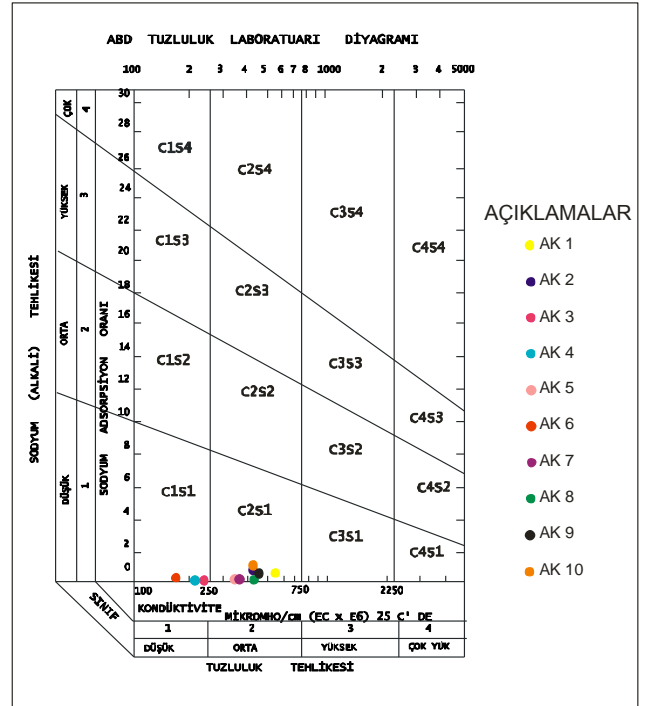 ABD TUZLULUK LABORATUARI DİYAGRAMI
100 2 3 4 5 6 7 8 1000 2 3 4 5000
30
28
26
24
22
20
18
16
14
12
10
8
6
4
2
0
ÇOK 4
YÜKSEK 3
ORTA 2
DÜŞÜK 1
SODYUM (ALKALİ) TEHLİKESİ
SODYUM ADSORPSİYON ORANI
C1S4
C2S4
C3S4
C4S4
C1S3
C2S3
C3S3
C4S3
C1S2
C2S2
C3S2
C4S2
C1S1
C2S1
C3S1
C4S1
AÇIKLAMALAR
AK 1
AK 2
AK 3
AK 4
AK 5
AK 6
AK 7
AK 8
AK 9
AK 10
100 250 750 2250
SINIF
KONDÜKTİVİTE MİKROMHO/cm (EC x E6) 25 C' DE
1 2 3 4
DÜŞÜK ORTA YÜKSEK ÇOK YÜK
TUZLULUK TEHLİKESİ